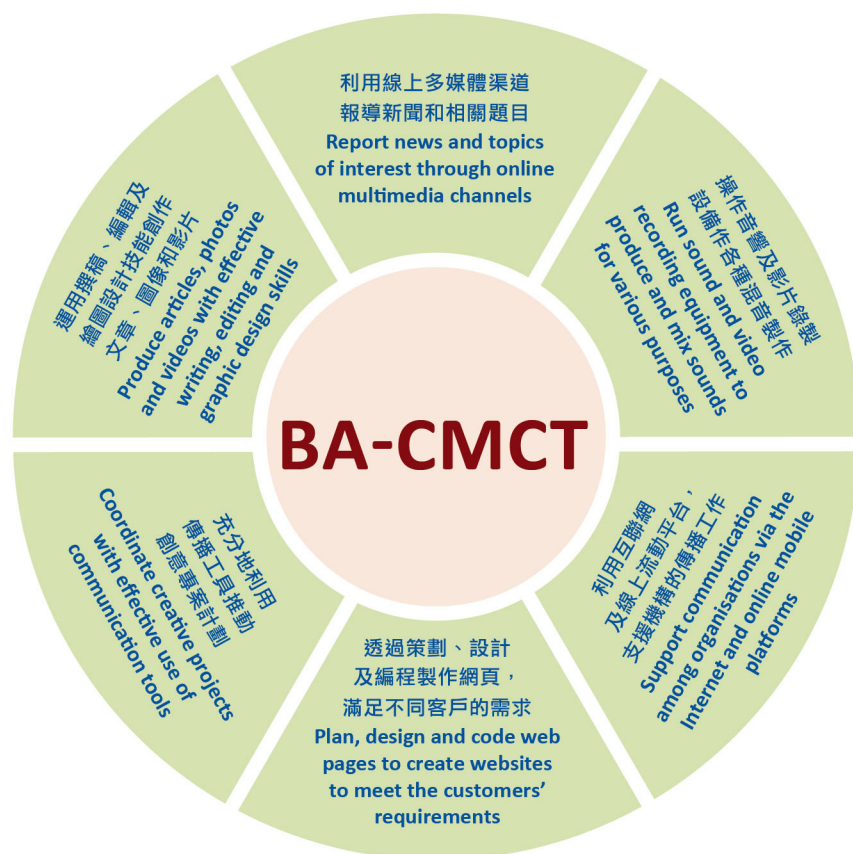 利用線上多媒體渠道
報導新聞和相關題目
Report news and topics
of interest through online
multimedia channels
操作音響及影片錄製
設備作各種混音製作
Run sound and video
recording equipment to
produce and mix sounds
for various purposes
利用互聯網
及線上流動平台，
支援機構的傳播工作
Support communication
among organisations via the
Internet and online mobile
platforms
透過策劃、設計
及編程製作網頁，
滿足不同客戶的需求
Plan, design and code web
pages to create websites
to meet the customers’
requirements
充分地利用
傳播工具推動
創意專案計劃
Coordinate creative projects
with effective use of
communication tools
運用撰稿、編輯及
繪圖設計技能創作
文章、圖像和影片
Produce articles, photos
and videos with effective
writing, editing and
graphic design skills
BA-CMCT